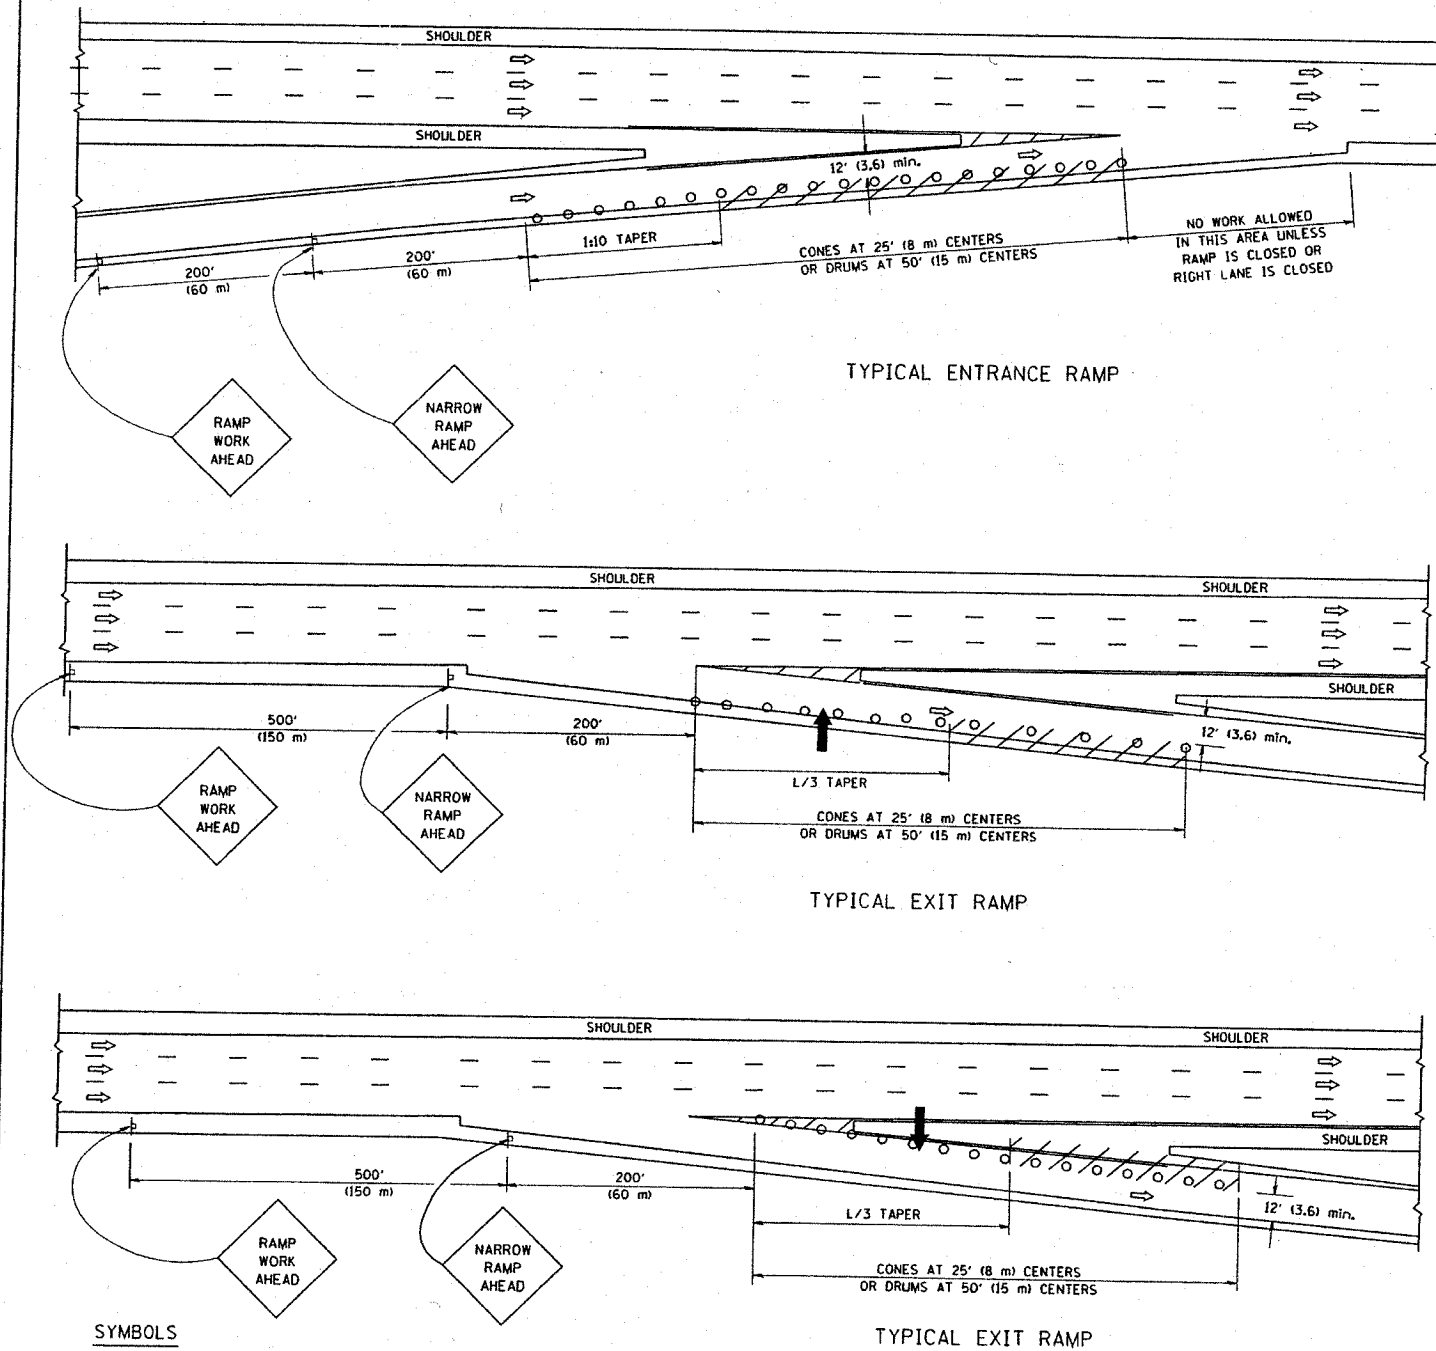 SHOULDER
SHOULDER
12' (3.6) min.
1:10 TAPER
200'
(60 m)
200'
(60 m)
CONES AT 25' (8 m) CENTERS
OR DRUMS AT 50' (15 m) CENTERS
NO WORK ALLOWED
IN THIS AREA UNLESS
RAMP IS CLOSED OR
RIGHT LANE IS CLOSED
RAMP
WORK
AHEAD
NARROW
RAMP
AHEAD
TYPICAL ENTRANCE RAMP
SHOULDER
SHOULDER
SHOULDER
500'
(150 m)
200'
(60 m)
12' (3.6) min.
L/3 TAPER
CONES AT 25' (8 m) CENTERS
OR DRUMS AT 50' (15 m) CENTERS
RAMP
WORK
AHEAD
NARROW
RAMP
AHEAD
TYPICAL EXIT RAMP
SHOULDER
SHOULDER
SHOULDER
500'
(150 m)
200'
(60 m)
12' (3.6) min.
L/3 TAPER
CONES AT 25' (8 m) CENTERS
OR DRUMS AT 50' (15 m) CENTERS
RAMP
WORK
AHEAD
NARROW
RAMP
AHEAD
SYMBOLS
TYPICAL EXIT RAMP